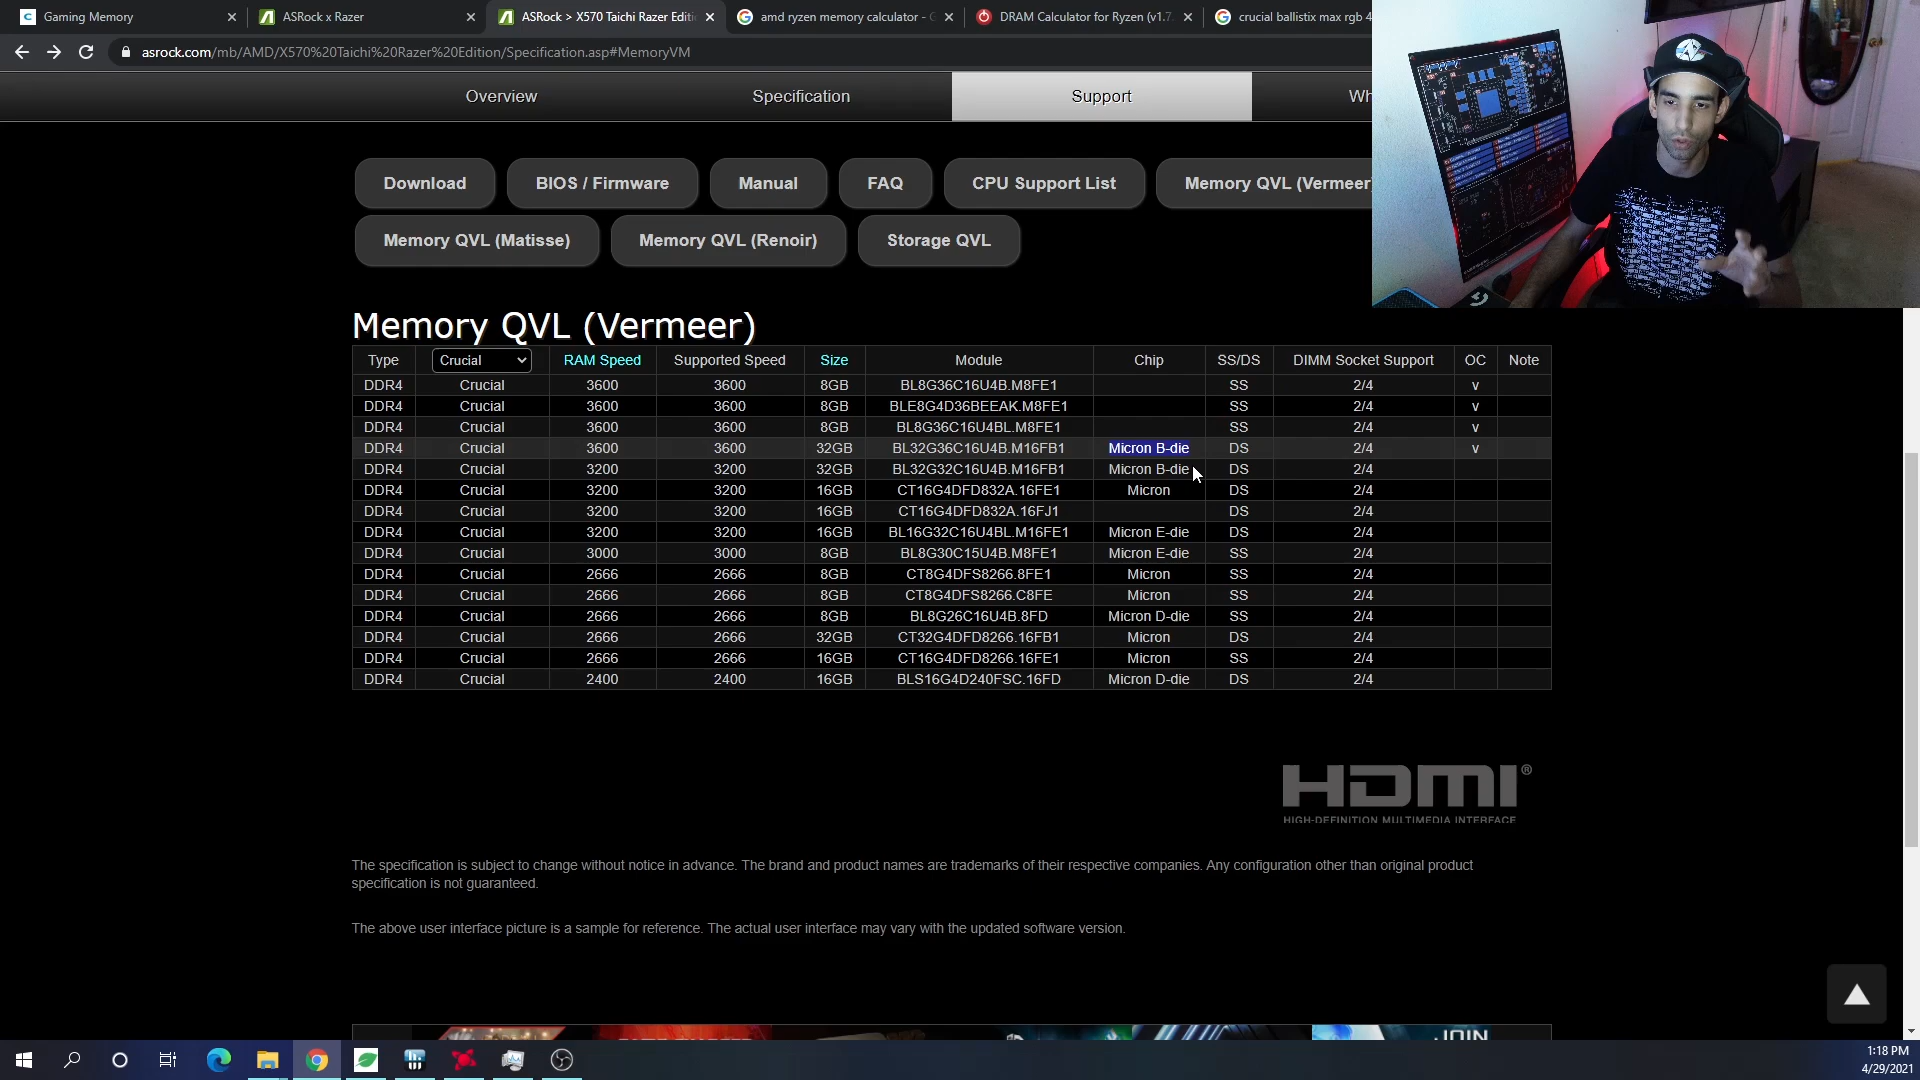 Gaming Memory
ASRock x Razer
ASRock > X570 Taichi Razer Editi
amd ryzen memory calculator - G
DRAM Calculator for Ryzen (v1.7.
crucial ballistix max rgb 4
asrock.com/mb/AMD/X570%20Taichi%20Razer%20Edition/Specification.asp#MemoryVM
Overview Specification Support Wh
Download BIOS / Firmware Manual FAQ CPU Support List Memory QVL (Vermeer
Memory QVL (Matisse) Memory QVL (Renoir) Storage QVL
Memory QVL (Vermeer)
Type Crucial RAM Speed Supported Speed Size Module Chip SS/DS DIMM Socket Support OC Note
DDR4 Crucial 3600 3600 8GB BL8G36C16U4B.M8FE1 SS 2/4 v
DDR4 Crucial 3600 3600 8GB BLE8G4D36BEEAK.M8FE1 SS 2/4 v
DDR4 Crucial 3600 3600 8GB BL8G36C16U4BL.M8FE1 SS 2/4 v
DDR4 Crucial 3600 3600 32GB BL32G36C16U4B.M16FB1 Micron B-die DS 2/4 v
DDR4 Crucial 3200 3200 32GB BL32G32C16U4B.M16FB1 Micron B-die DS 2/4
DDR4 Crucial 3200 3200 16GB CT16G4DFD832A.16FE1 Micron DS 2/4
DDR4 Crucial 3200 3200 16GB CT16G4DFD832A.16FJ1 DS 2/4
DDR4 Crucial 3200 3200 16GB BL16G32C16U4BL.M16FE1 Micron E-die DS 2/4
DDR4 Crucial 3000 3000 8GB BL8G30C15U4B.M8FE1 Micron E-die SS 2/4
DDR4 Crucial 2666 2666 8GB CT8G4DFS8266.8FE1 Micron SS 2/4
DDR4 Crucial 2666 2666 8GB CT8G4DFS8266.C8FE Micron SS 2/4
DDR4 Crucial 2666 2666 8GB BL8G26C16U4B.8FD Micron D-die SS 2/4
DDR4 Crucial 2666 2666 32GB CT32G4DFD8266.16FB1 Micron DS 2/4
DDR4 Crucial 2666 2666 16GB CT16G4DFD8266.16FE1 Micron SS 2/4
DDR4 Crucial 2400 2400 16GB BLS16G4D240FSC.16FD Micron D-die DS 2/4
HDMI®
HIGH-DEFINITION MULTIMEDIA INTERFACE
The specification is subject to change without notice in advance. The brand and product names are trademarks of their respective companies. Any configuration other than original product
specification is not guaranteed.
The above user interface picture is a sample for reference. The actual user interface may vary with the updated software version.
JOIN
1:18 PM
4/29/2021